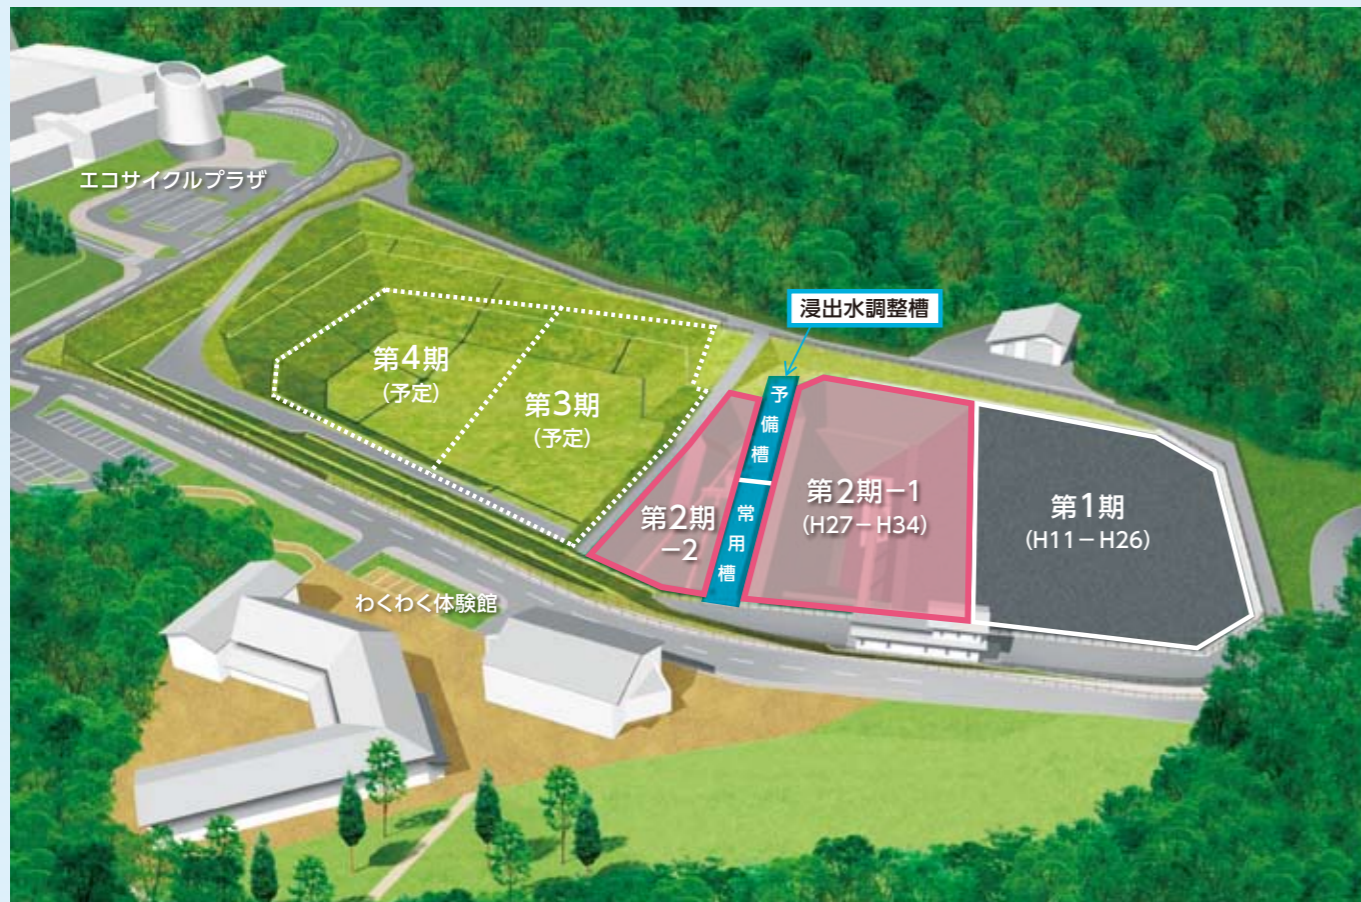 エコサイクルプラザ
浸出水調整槽
第4期
(予定)
第3期
(予定)
予備槽
常用槽
第2期
-2
第2期-1
(H27-H34)
第1期
(H11-H26)
わくわく体験館